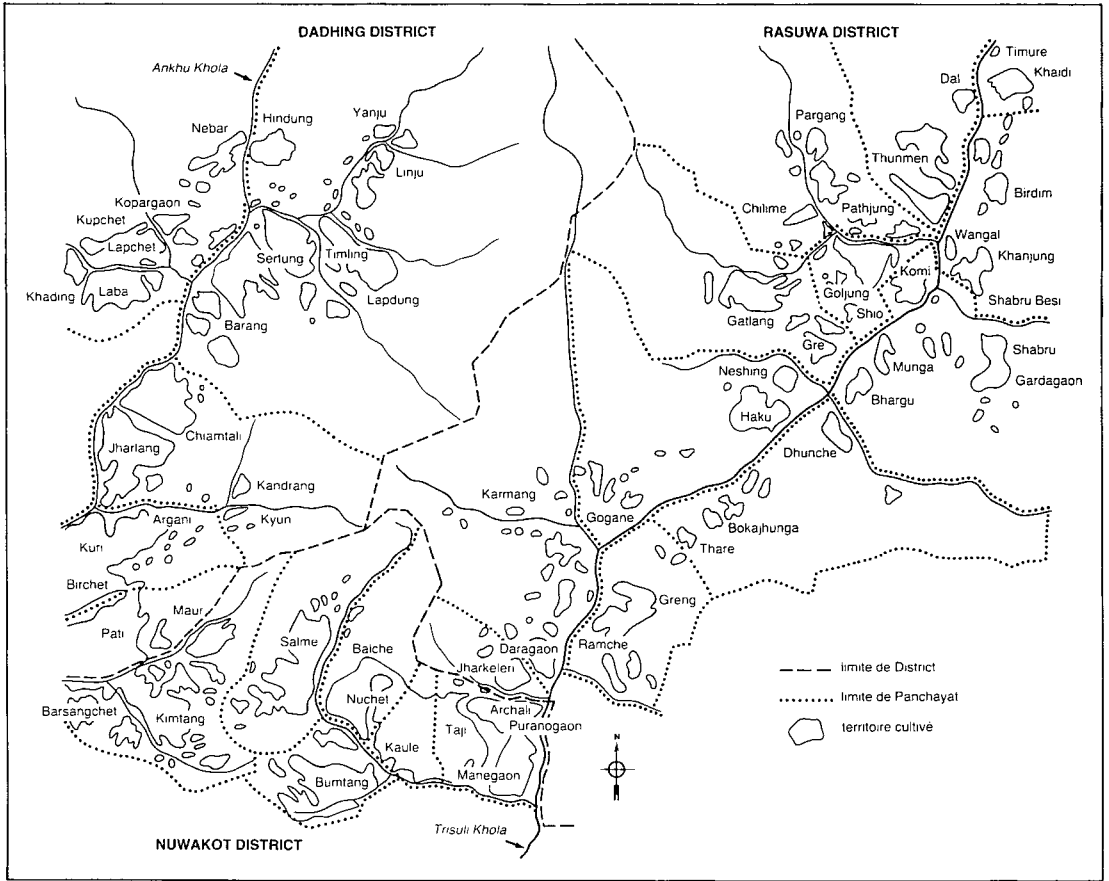 DADHING DISTRICT
RASUWA DISTRICT
Ankhu Khola
Timure
Khaidi
Dal
Yanju
Hindung
Nebar
Pargang
Linju
Thunmen
Birdim
Kopargaon
Kupchet
Lapchet
Pathjung
Chilime
Wangal
Sertung
Timling
Komi
Khanjung
Khading
Laba
Lapdung
Goljung
Shabru Besi
Barang
Gatlang
Shio
Gre
Munga
Shabru
Neshing
Gardagaon
Bhargu
Haku
Chiamtali
Jharlang
Dhunche
Kandrang
Karmang
Argani
Kyun
Gogane
Bokajhunga
Kuri
Thare
Birchet
Greng
Maur
Pati
Salme
Baiche
Daragaon
Ramche
Jharkeleri
limite de District
Nuchet
limite de Panchayat
Barsangchet
Kimtang
Archali
Taji
Puranogaon
territoire cultivé
Kaule
N
Bumtang
Manegaon
Trisuli Khola
NUWAKOT DISTRICT